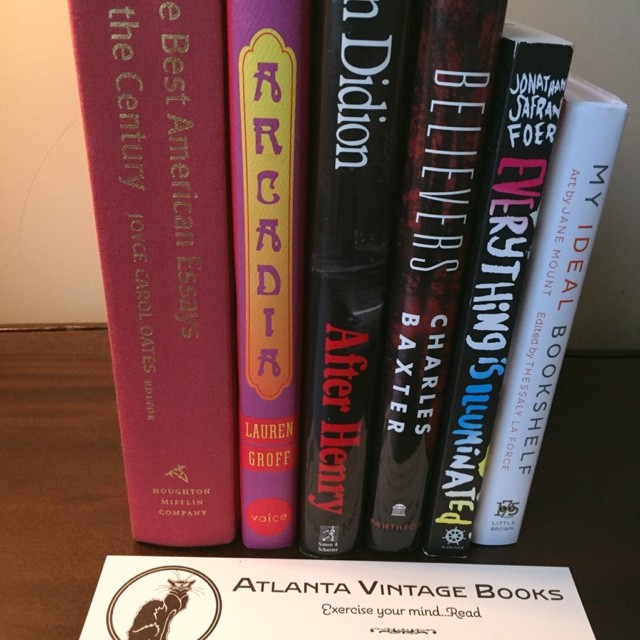 e Best American Essays
the Century
JOYCE CAROL OATES EDITOR
HOUGHTON
MIFFLIN
COMPANY
ARCADIA
LAUREN
GROFF
voice
n Didion
After Henry
Simon &
Schuster
BELIEVERS
CHARLES
BAXTER
PANTHEON
JONATHAN
SAFRAN
FOER
EVERYTHING IS ILLUMINATED
MARINER
MY IDEAL BOOKSHELF
Art by JANE MOUNT Edited by THESSALY LA FORCE
LITTLE,
BROWN
ATLANTA VINTAGE BOOKS
Exercise your mind...Read